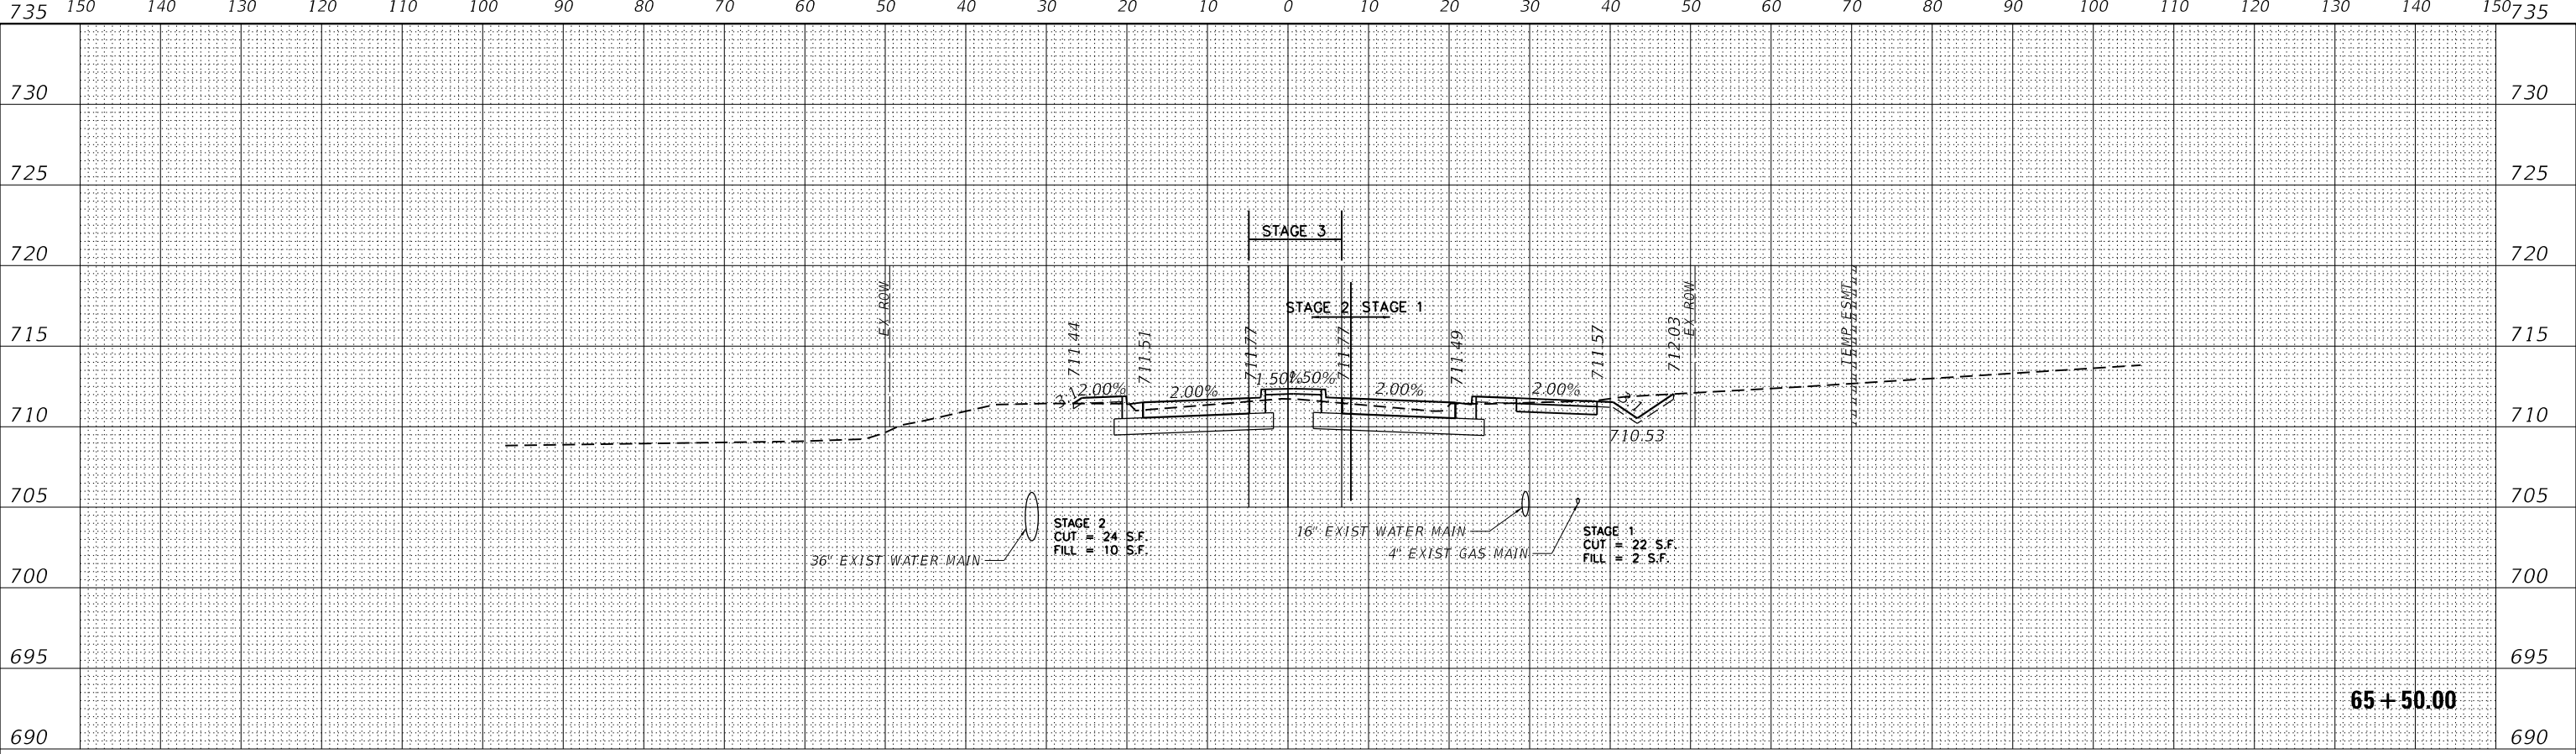 150 140 130 120 110 100 90 80 70 60 50 40 30 20 10 0 10 20 30 40 50 60 70 80 90 100 110 120 130 140 150
735 735
730 730
725 725
720 720
715 715
710 710
705 705
700 700
695 695
690 690
STAGE 3
STAGE 2 STAGE 1
EX ROW
711.44
711.51
711.77
711.77
711.49
711.57
712.03
EX ROW
TEMP ESMT
3:1
2.00%
2.00%
1.50%
1.50%
2.00%
2.00%
710.53
36" EXIST WATER MAIN
STAGE 2
CUT = 24 S.F.
FILL = 10 S.F.
16" EXIST WATER MAIN
4" EXIST GAS MAIN
STAGE 1
CUT = 22 S.F.
FILL = 2 S.F.
65+50.00